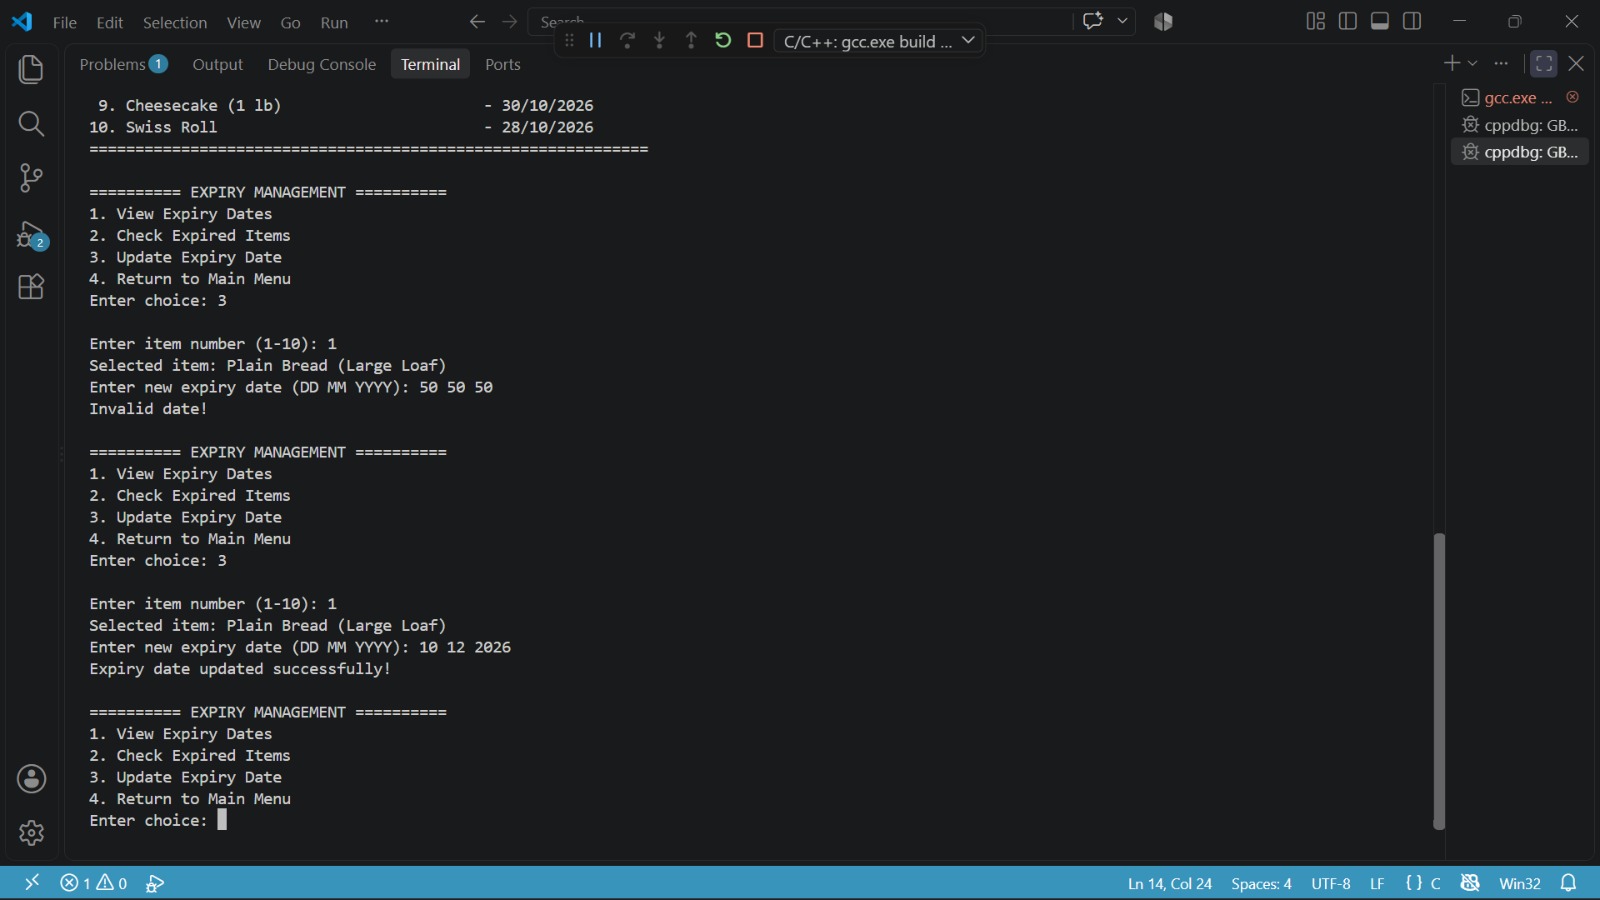 File Edit Selection View Go Run ··· Search
C/C++: gcc.exe build ...
Problems 1 Output Debug Console Terminal Ports
gcc.exe ...
cppdbg: GB...
cppdbg: GB...
2
9. Cheesecake (1 lb) - 30/10/2026
10. Swiss Roll - 28/10/2026
=============================================================
========== EXPIRY MANAGEMENT ==========
1. View Expiry Dates
2. Check Expired Items
3. Update Expiry Date
4. Return to Main Menu
Enter choice: 3
Enter item number (1-10): 1
Selected item: Plain Bread (Large Loaf)
Enter new expiry date (DD MM YYYY): 50 50 50
Invalid date!
========== EXPIRY MANAGEMENT ==========
1. View Expiry Dates
2. Check Expired Items
3. Update Expiry Date
4. Return to Main Menu
Enter choice: 3
Enter item number (1-10): 1
Selected item: Plain Bread (Large Loaf)
Enter new expiry date (DD MM YYYY): 10 12 2026
Expiry date updated successfully!
========== EXPIRY MANAGEMENT ==========
1. View Expiry Dates
2. Check Expired Items
3. Update Expiry Date
4. Return to Main Menu
Enter choice:
1 0 Ln 14, Col 24 Spaces: 4 UTF-8 LF {} C Win32